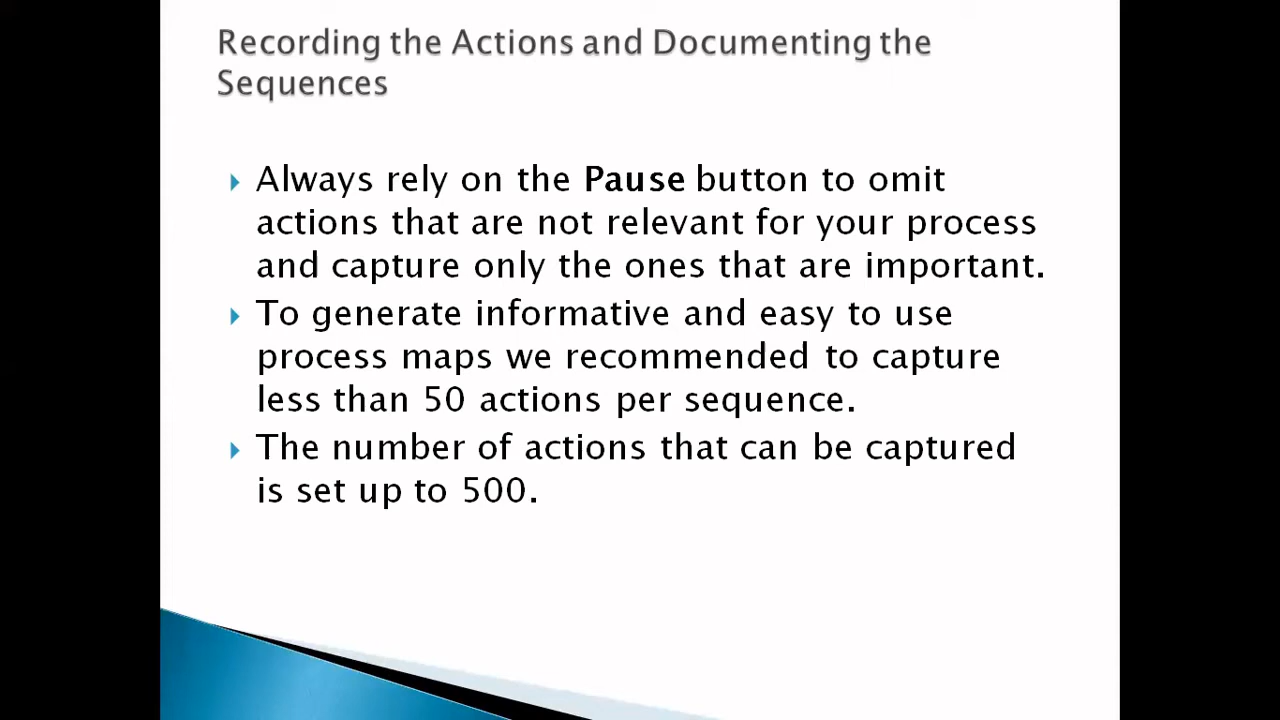 Recording the Actions and Documenting the
Sequences
Always rely on the Pause button to omit
actions that are not relevant for your process
and capture only the ones that are important.
To generate informative and easy to use
process maps we recommended to capture
less than 50 actions per sequence.
The number of actions that can be captured
is set up to 500.